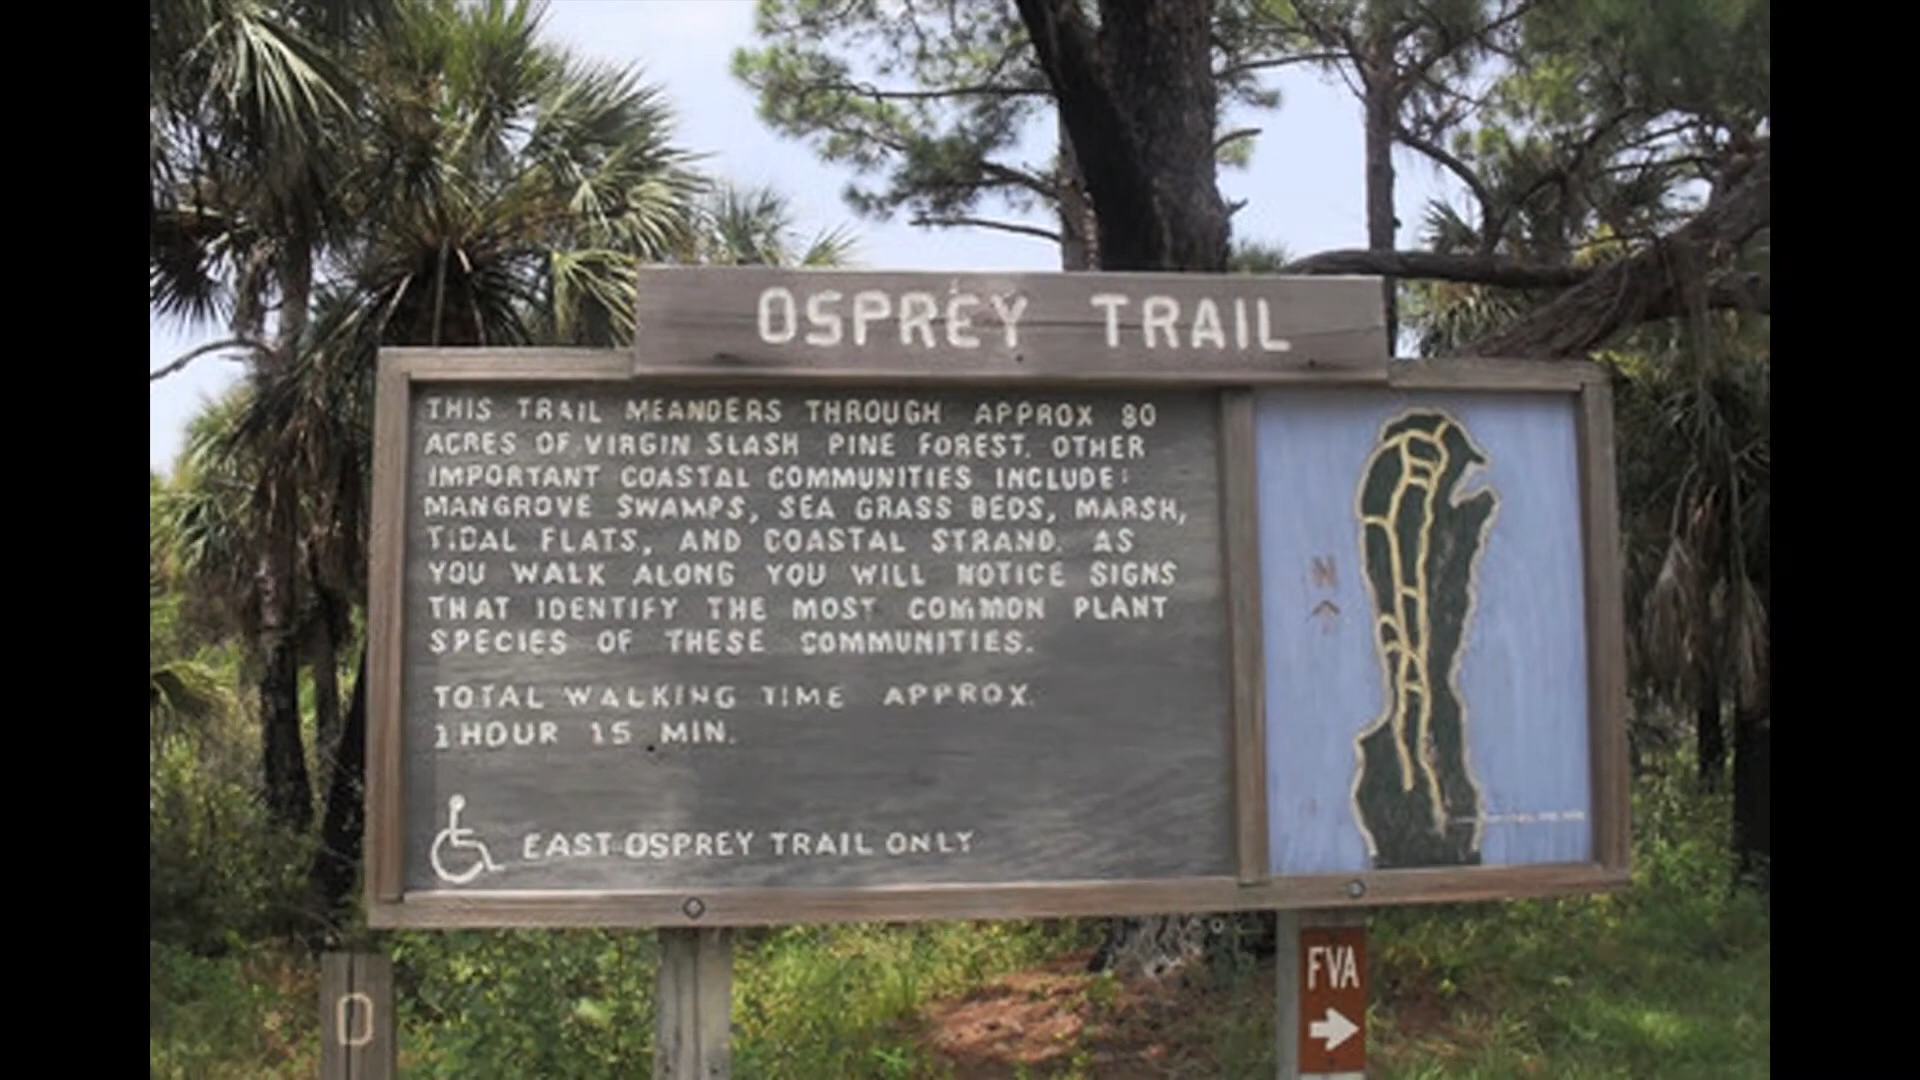 OSPREY TRAIL
THIS TRAIL MEANDERS THROUGH APPROX 80
ACRES OF VIRGIN SLASH PINE FOREST. OTHER
IMPORTANT COASTAL COMMUNITIES INCLUDE:
MANGROVE SWAMPS, SEA GRASS BEDS, MARSH,
TIDAL FLATS, AND COASTAL STRAND. AS
YOU WALK ALONG YOU WILL NOTICE SIGNS
THAT IDENTIFY THE MOST COMMON PLANT
SPECIES OF THESE COMMUNITIES.
TOTAL WALKING TIME APPROX.
1 HOUR 15 MIN.
EAST OSPREY TRAIL ONLY
N
0
FVA